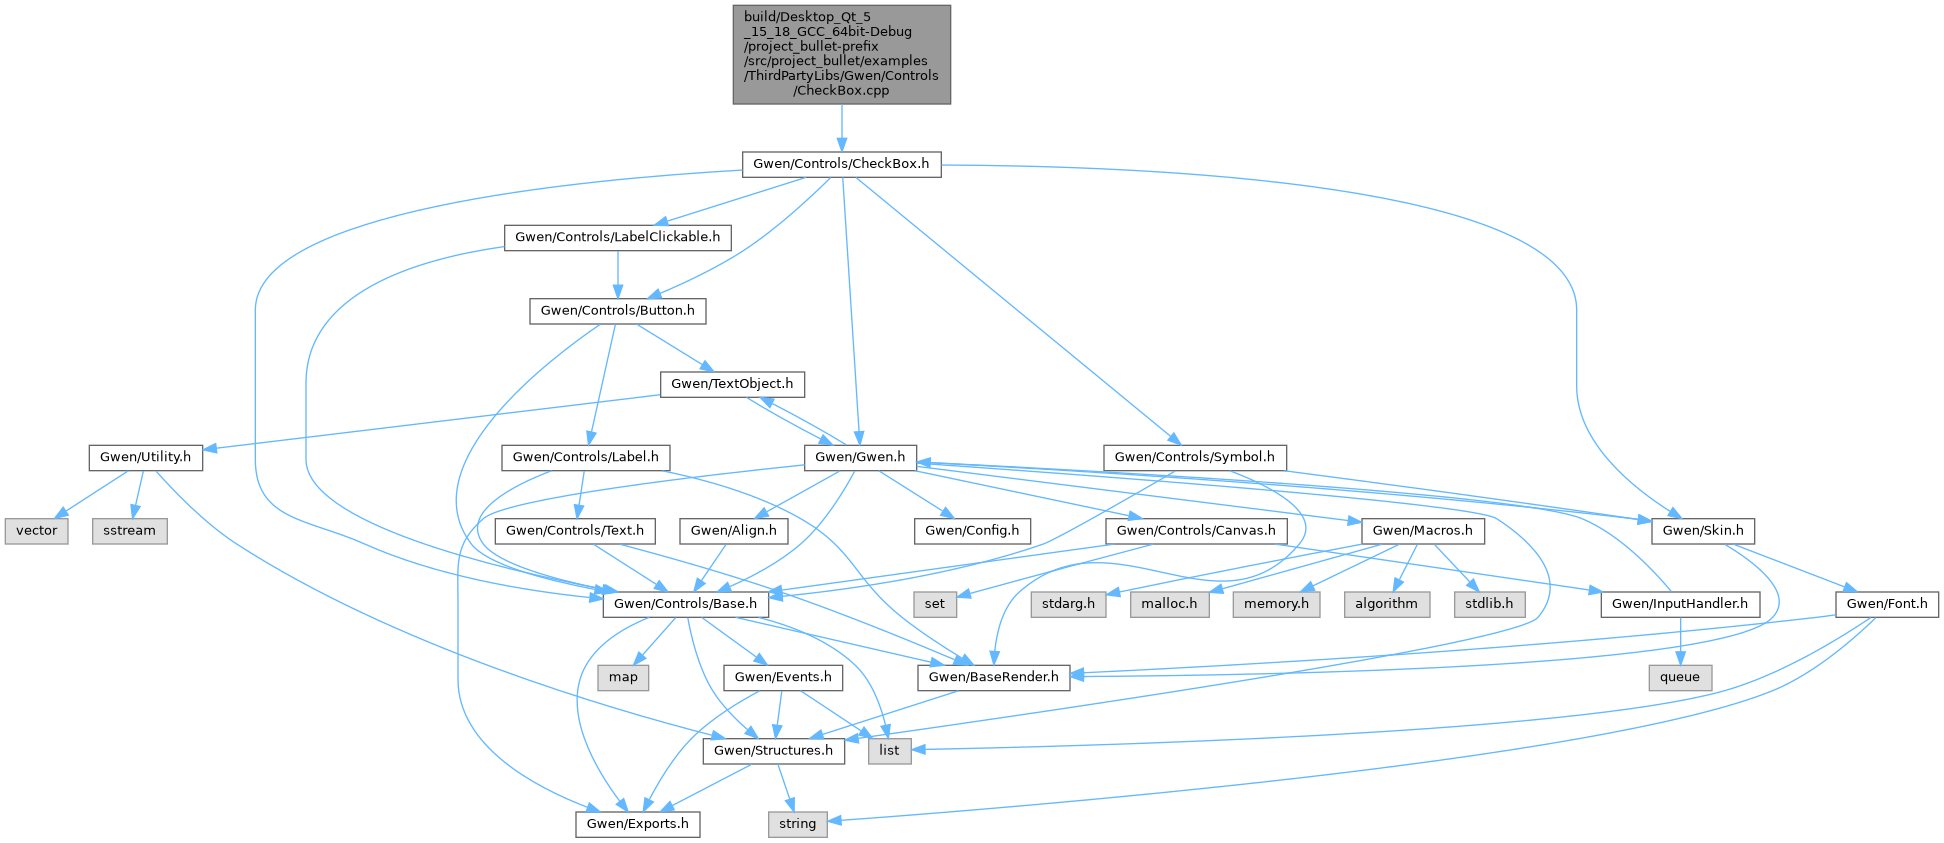 build/Desktop_Qt_5
_15_18_GCC_64bit-Debug
/project_bullet-prefix
/src/project_bullet/examples
/ThirdPartyLibs/Gwen/Controls
/CheckBox.cpp
Gwen/Controls/CheckBox.h
Gwen/Controls/LabelClickable.h
Gwen/Controls/Button.h
Gwen/TextObject.h
Gwen/Utility.h
Gwen/Controls/Label.h
Gwen/Gwen.h
Gwen/Controls/Symbol.h
vector
sstream
Gwen/Controls/Text.h
Gwen/Align.h
Gwen/Config.h
Gwen/Controls/Canvas.h
Gwen/Macros.h
Gwen/Skin.h
Gwen/Controls/Base.h
set
stdarg.h
malloc.h
memory.h
algorithm
stdlib.h
Gwen/InputHandler.h
Gwen/Font.h
map
Gwen/Events.h
Gwen/BaseRender.h
queue
Gwen/Structures.h
list
Gwen/Exports.h
string